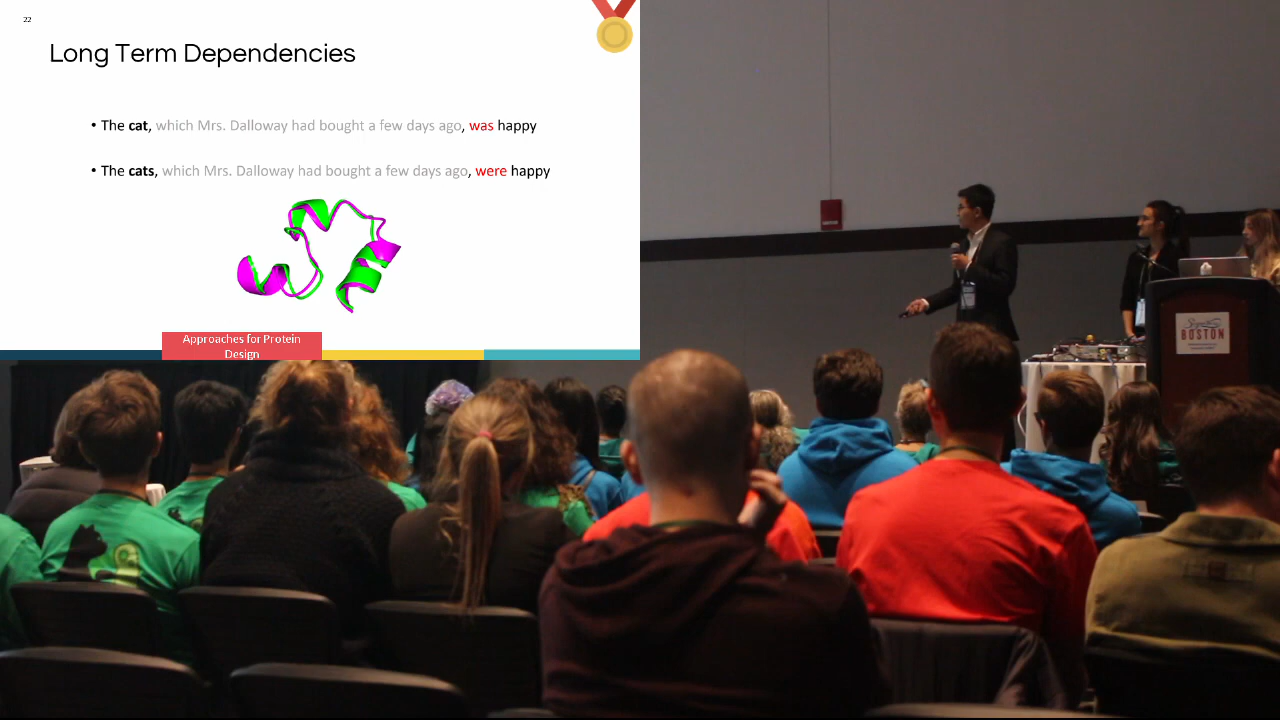 22
Long Term Dependencies
• The cat, which Mrs. Dalloway had bought a few days ago, was happy
• The cats, which Mrs. Dalloway had bought a few days ago, were happy
Approaches for Protein
Design
BOSTON